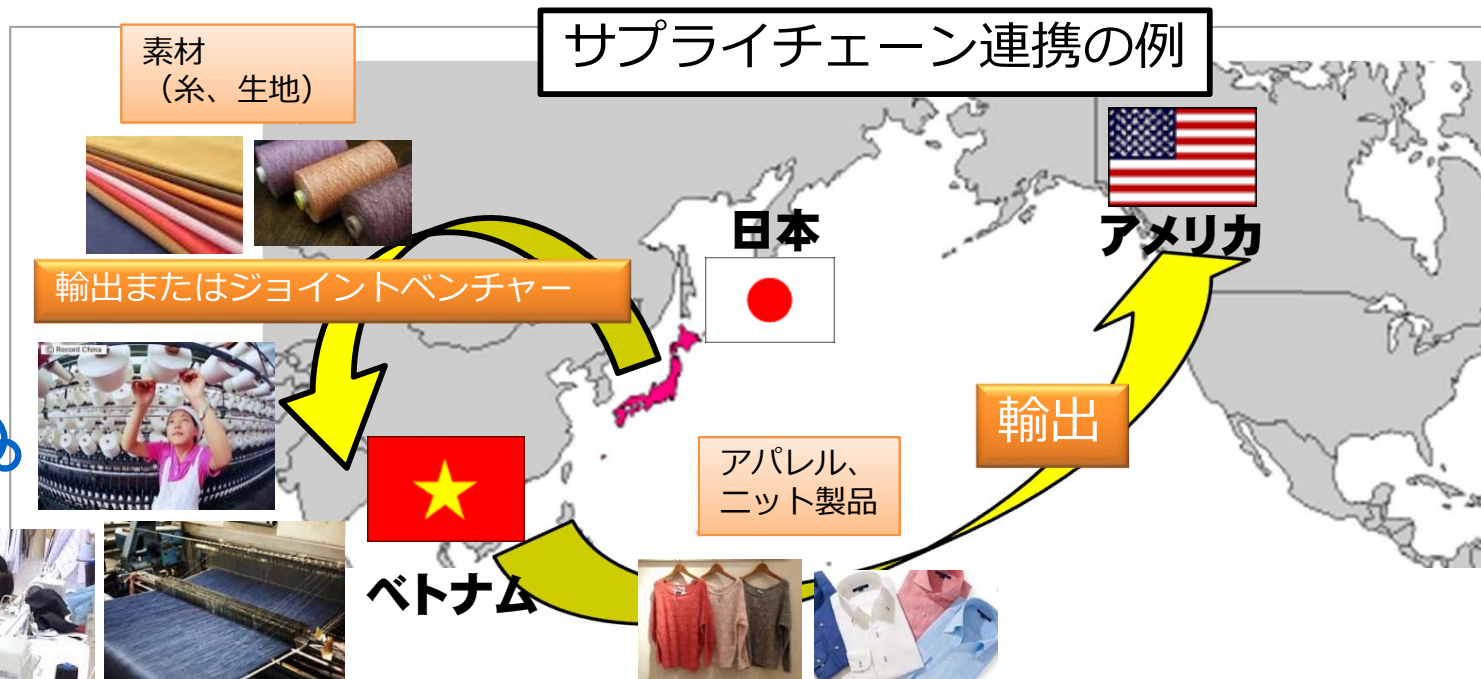 サプライチェーン連携の例
素材
（糸、生地）
日本
アメリカ
輸出またはジョイントベンチャー
© Record China
輸出
アパレル、
ニット製品
ベトナム